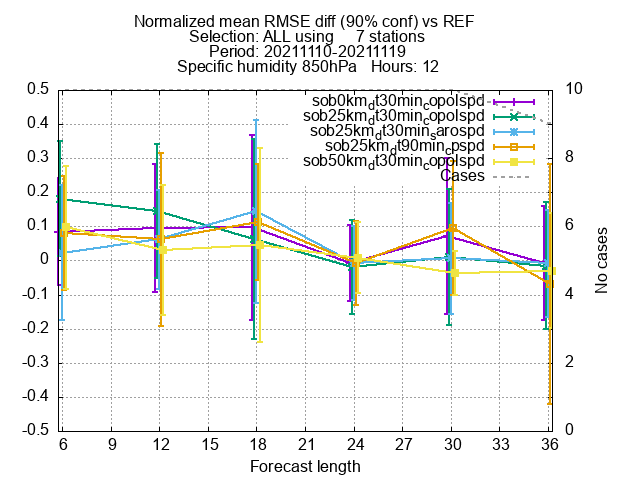 Normalized mean RMSE diff (90% conf) vs REF
Selection: ALL using     7 stations
Period: 20211110-20211119
Specific humidity 850hPa   Hours: 12
sob0km_dt30min_copolspd
sob25km_dt30min_copolspd
sob25km_dt30min_sarospd
sob25km_dt90min_cpspd
sob50km_dt30min_copolspd
Cases
0.5
0.4
0.3
0.2
0.1
0
-0.1
-0.2
-0.3
-0.4
-0.5
10
8
6
4
2
0
No cases
6 9 12 15 18 21 24 27 30 33 36
Forecast length